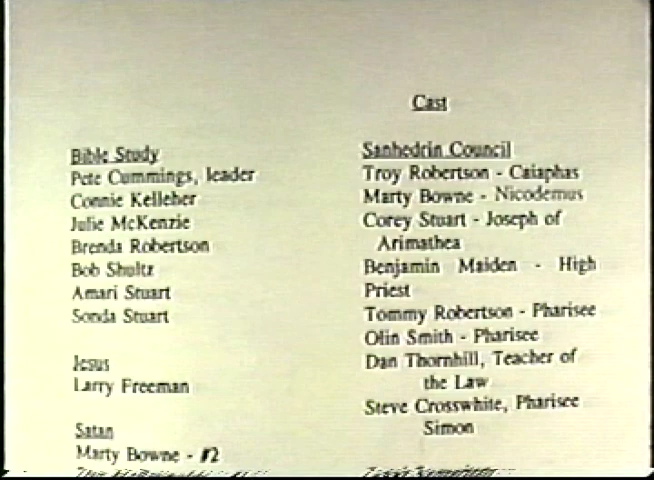 Cast
Bible Study
Pete Cummings, leader
Connie Kelleher
Julie McKenzie
Brenda Robertson
Bob Shultz
Amari Stuart
Sonda Stuart
Jesus
Larry Freeman
Satan
Marty Bowne - #2
Sanhedrin Council
Troy Robertson - Caiaphas
Marty Bowne - Nicodemus
Corey Stuart - Joseph of
Arimathea
Benjamin Maiden - High
Priest
Tommy Robertson - Pharisee
Olin Smith - Pharisee
Dan Thornhill, Teacher of
the Law
Steve Crosswhite, Pharisee
Simon